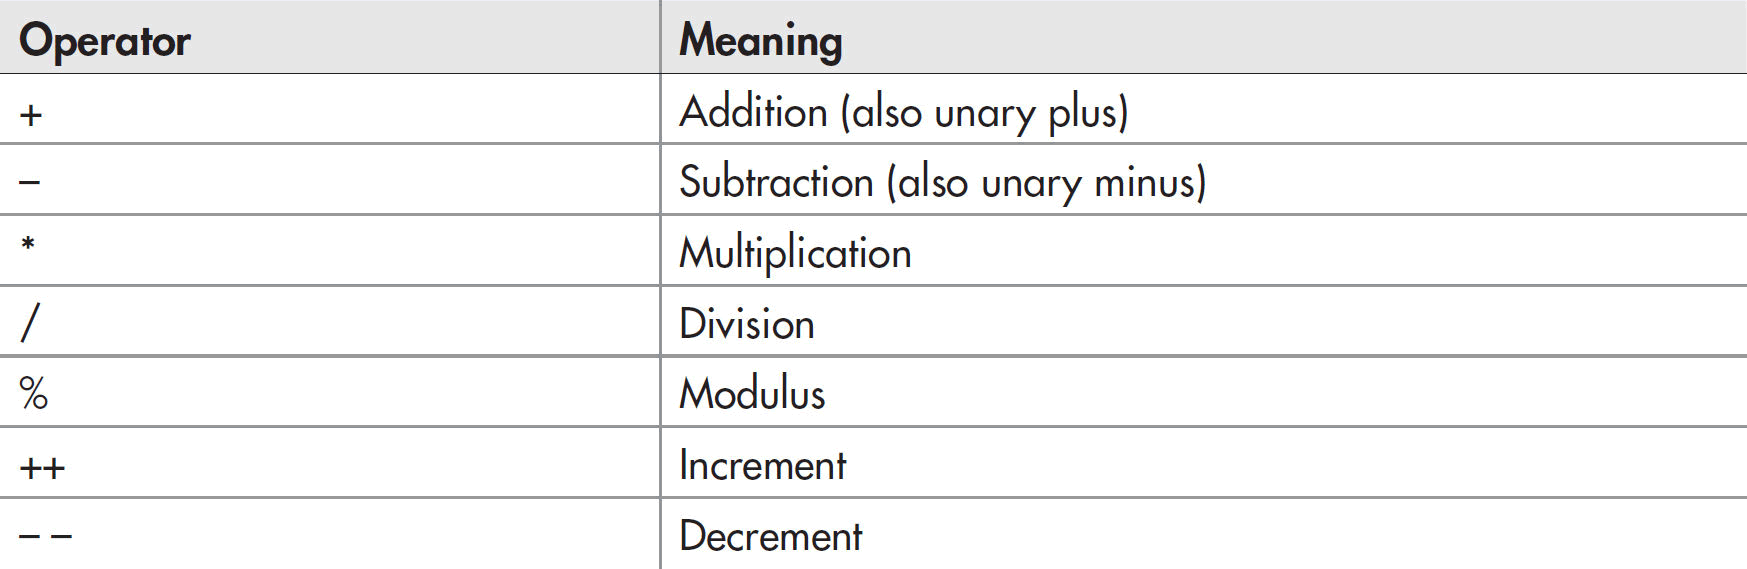 Operator Meaning
+ Addition (also unary plus)
– Subtraction (also unary minus)
* Multiplication
/ Division
% Modulus
++ Increment
– – Decrement